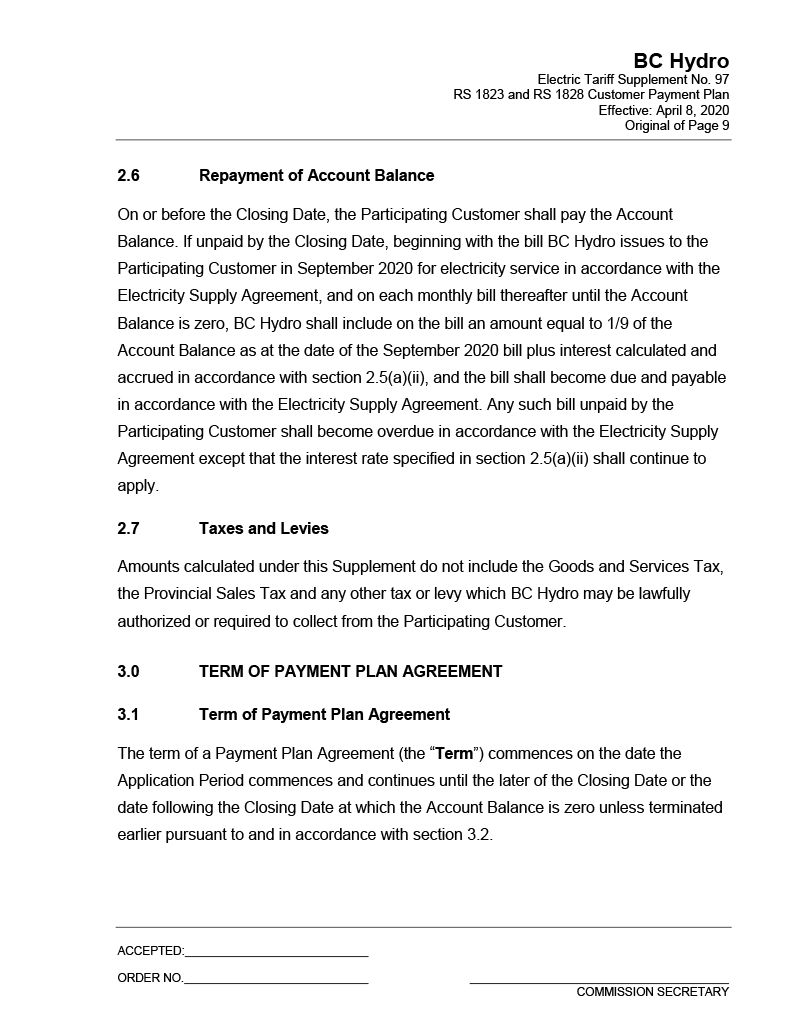 BC Hydro
Electric Tariff Supplement No. 97
RS 1823 and RS 1828 Customer Payment Plan
Effective: April 8, 2020
Original of Page 9
2.6 Repayment of Account Balance
On or before the Closing Date, the Participating Customer shall pay the Account
Balance. If unpaid by the Closing Date, beginning with the bill BC Hydro issues to the
Participating Customer in September 2020 for electricity service in accordance with the
Electricity Supply Agreement, and on each monthly bill thereafter until the Account
Balance is zero, BC Hydro shall include on the bill an amount equal to 1/9 of the
Account Balance as at the date of the September 2020 bill plus interest calculated and
accrued in accordance with section 2.5(a)(ii), and the bill shall become due and payable
in accordance with the Electricity Supply Agreement. Any such bill unpaid by the
Participating Customer shall become overdue in accordance with the Electricity Supply
Agreement except that the interest rate specified in section 2.5(a)(ii) shall continue to
apply.
2.7 Taxes and Levies
Amounts calculated under this Supplement do not include the Goods and Services Tax,
the Provincial Sales Tax and any other tax or levy which BC Hydro may be lawfully
authorized or required to collect from the Participating Customer.
3.0 TERM OF PAYMENT PLAN AGREEMENT
3.1 Term of Payment Plan Agreement
The term of a Payment Plan Agreement (the “Term”) commences on the date the
Application Period commences and continues until the later of the Closing Date or the
date following the Closing Date at which the Account Balance is zero unless terminated
earlier pursuant to and in accordance with section 3.2.
ACCEPTED:
ORDER NO.
COMMISSION SECRETARY